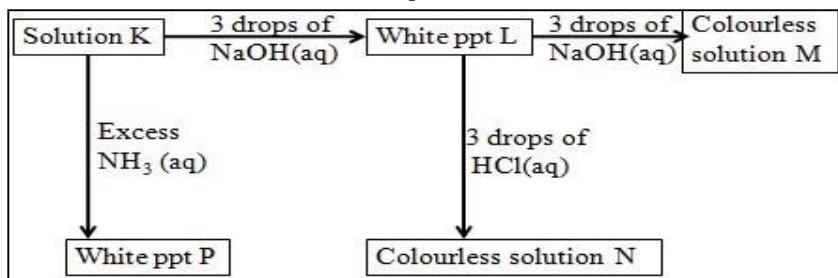 Solution K
3 drops of
NaOH(aq)
White ppt L
3 drops of
NaOH(aq)
Colourless
solution M
Excess
NH₃ (aq)
3 drops of
HCl(aq)
White ppt P
Colourless solution N